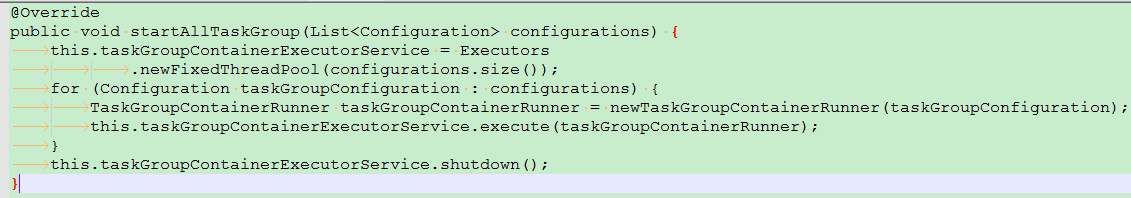 @Override
public void startAllTaskGroup(List<Configuration> configurations) {
this.taskGroupContainerExecutorService = Executors
.newFixedThreadPool(configurations.size());
for (Configuration taskGroupConfiguration : configurations) {
TaskGroupContainerRunner taskGroupContainerRunner = newTaskGroupContainerRunner(taskGroupConfiguration);
this.taskGroupContainerExecutorService.execute(taskGroupContainerRunner);
}
this.taskGroupContainerExecutorService.shutdown();
}